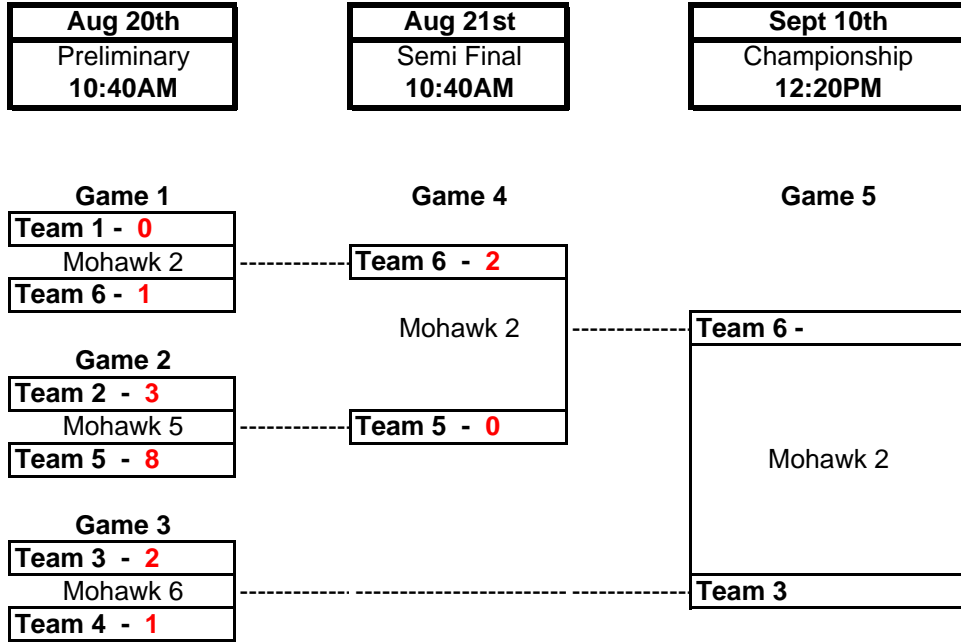 Aug 20th
Preliminary
10:40AM
Aug 21st
Semi Final
10:40AM
Sept 10th
Championship
12:20PM
Game 1
Team 1 - 0
Mohawk 2
Team 6 - 1
Game 2
Team 2 - 3
Mohawk 5
Team 5 - 8
Game 3
Team 3 - 2
Mohawk 6
Team 4 - 1
Game 4
Team 6 - 2
Mohawk 2
Team 5 - 0
Game 5
Team 6 -
Mohawk 2
Team 3